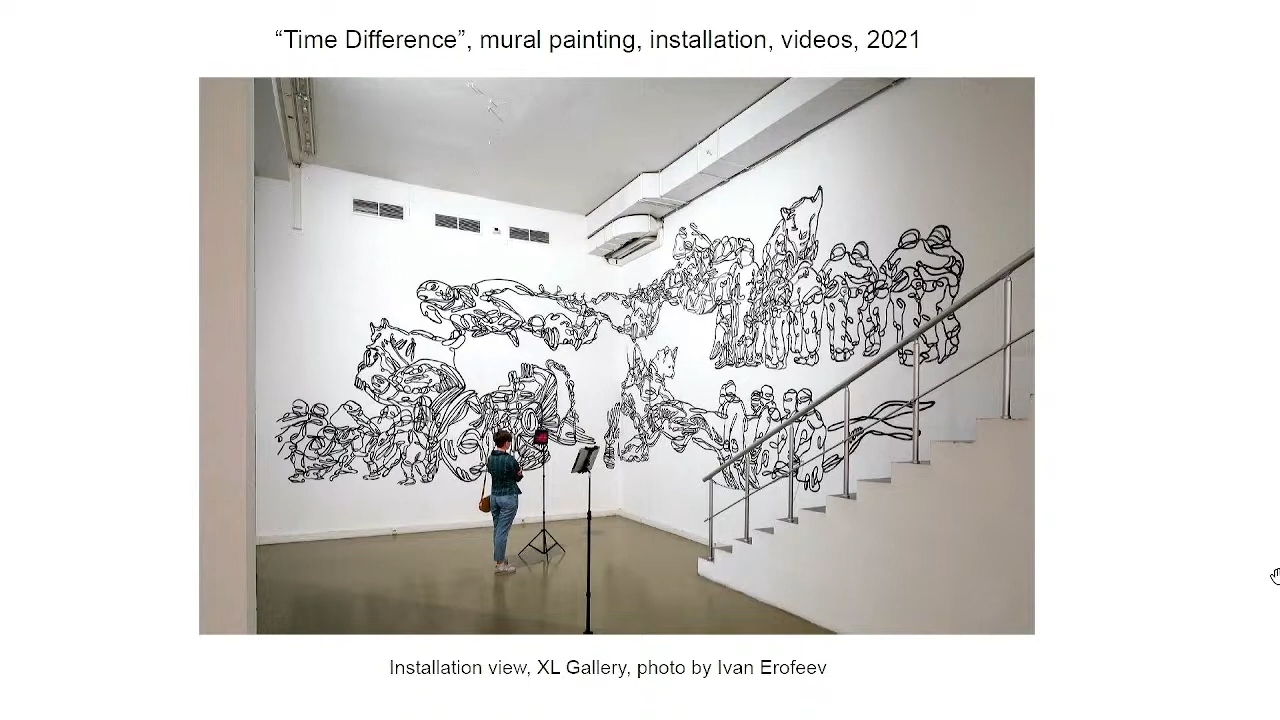 “Time Difference”, mural painting, installation, videos, 2021
Installation view, XL Gallery, photo by Ivan Erofeev